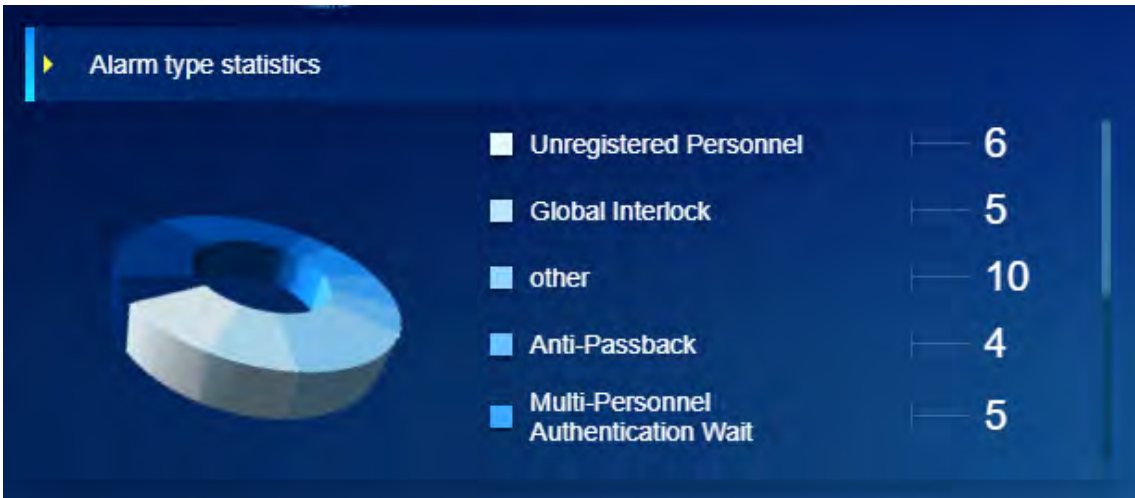 Alarm type statistics
Unregistered Personnel 6
Global Interlock 5
other 10
Anti-Passback 4
Multi-Personnel
Authentication Wait 5